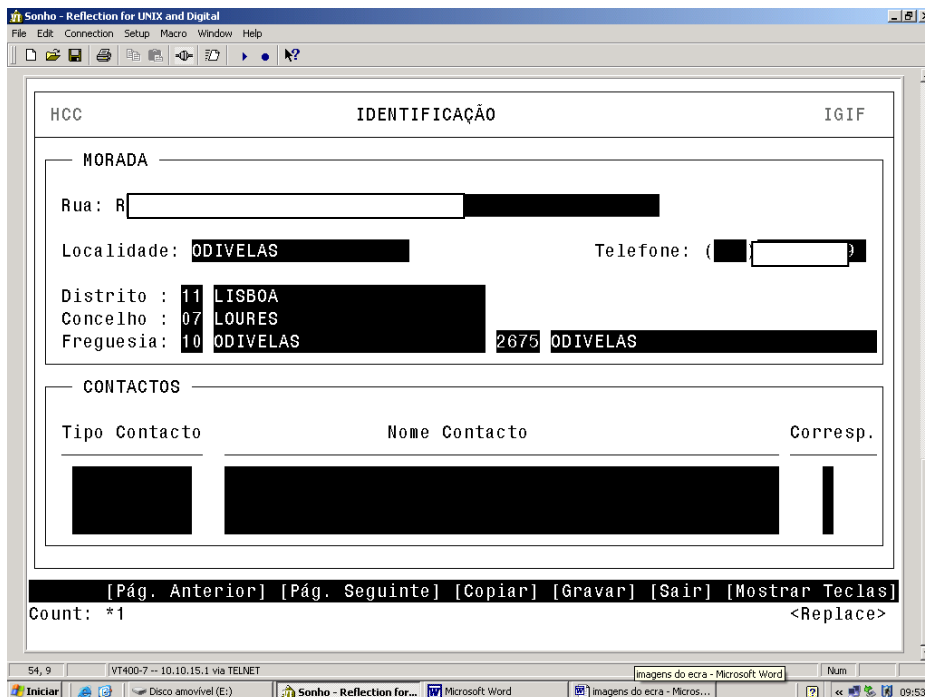 Sonho - Reflection for UNIX and Digital
File Edit Connection Setup Macro Window Help
HCC IDENTIFICAÇÃO IGIF
MORADA
Rua: R
Localidade: ODIVELAS Telefone: ( ) 9
Distrito : 11 LISBOA
Concelho : 07 LOURES
Freguesia: 10 ODIVELAS 2675 ODIVELAS
CONTACTOS
Tipo Contacto Nome Contacto Corresp.
[Pág. Anterior] [Pág. Seguinte] [Copiar] [Gravar] [Sair] [Mostrar Teclas]
Count: *1 <Replace>
54, 9 VT400-7 -- 10.10.15.1 via TELNET imagens do ecra - Microsoft Word Num
Iniciar Disco amovível (E:) Sonho - Reflection for... Microsoft Word imagens do ecra - Micros... 09:53